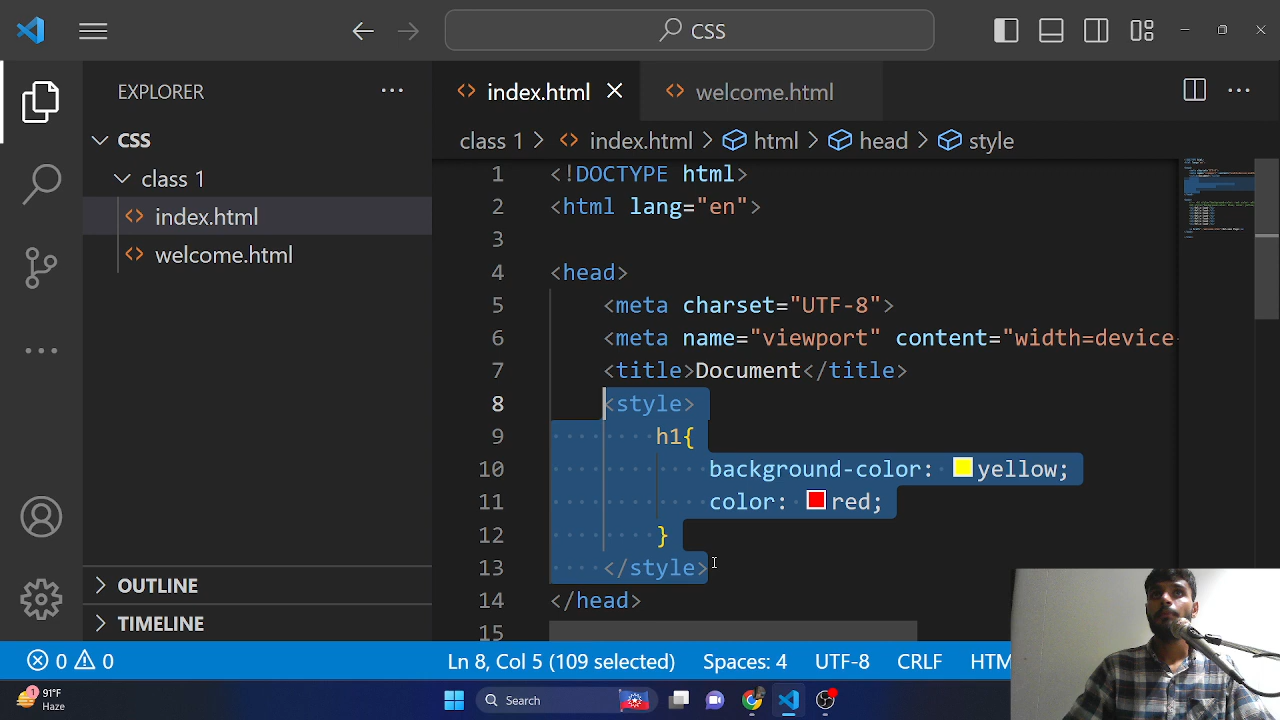 CSS
EXPLORER
CSS
class 1
index.html
welcome.html
OUTLINE
TIMELINE
index.html
welcome.html
class 1 > index.html > html > head > style
1 <!DOCTYPE html>
2 <html lang="en">
3
4 <head>
5 <meta charset="UTF-8">
6 <meta name="viewport" content="width=device-
7 <title>Document</title>
8 <style>
9 h1{
10 background-color: yellow;
11 color: red;
12 }
13 </style>
14 </head>
15
0 0 Ln 8, Col 5 (109 selected) Spaces: 4 UTF-8 CRLF HTM
91°F
Haze
1
Search